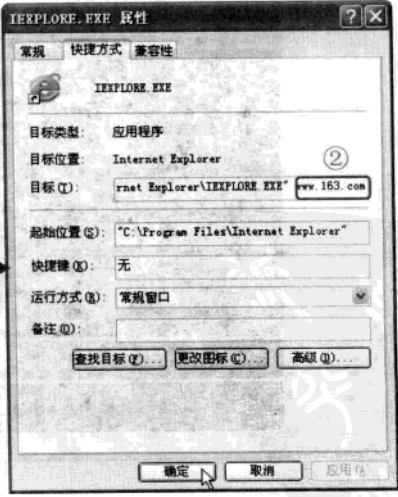 IEXPLORE.EXE 属性
常规 快捷方式 兼容性
IEXPLORE.EXE
目标类型: 应用程序
目标位置: Internet Explorer
②
目标(T): rnet Explorer\IEXPLORE.EXE" www.163.com
起始位置(S): "C:\Program Files\Internet Explorer"
快捷键(K): 无
运行方式(R): 常规窗口
备注(O):
查找目标(F)... 更改图标(C)... 高级(D)...
确定 取消 应用(A)